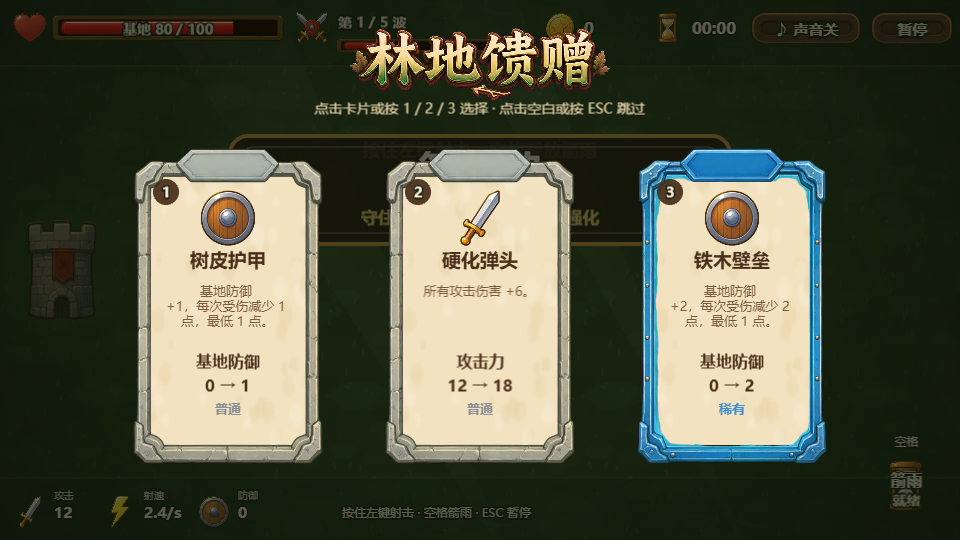 基地 80 / 100
第 1 / 5 波
0
00:00
♪ 声音关
暂停
林地馈赠
点击卡片或按 1 / 2 / 3 选择 · 点击空白或按 ESC 跳过
1
树皮护甲
基地防御
+1，每次受伤减少 1
点，最低 1 点。
基地防御
0 → 1
普通
2
硬化弹头
所有攻击伤害 +6。
攻击力
12 → 18
普通
3
铁木壁垒
基地防御
+2，每次受伤减少 2
点，最低 1 点。
基地防御
0 → 2
稀有
守住
强化
空格
箭雨
就绪
攻击
12
射速
2.4/s
防御
0
按住左键射击 · 空格箭雨 · ESC 暂停